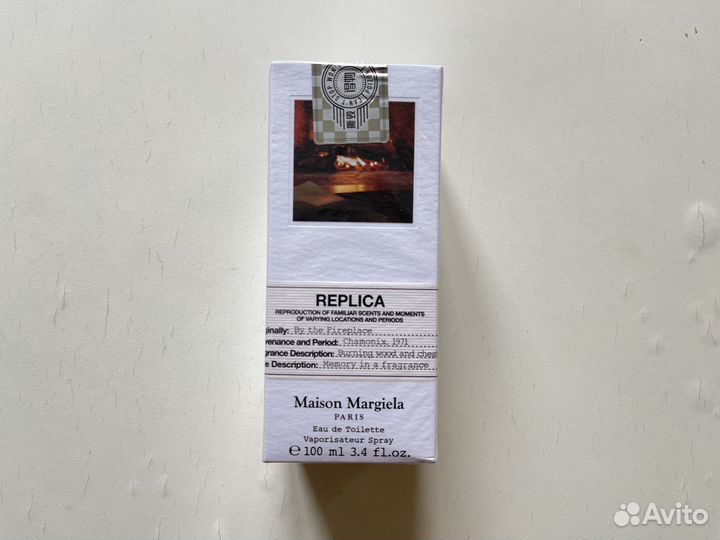 REPLICA
REPRODUCTION OF FAMILIAR SCENTS AND MOMENTS
OF VARYING LOCATIONS AND PERIODS
ginally: By the Fireplace
venance and Period: Chamonix, 1971
grance Description: Burning wood and ches
e Description: Memory in a fragrance
Maison Margiela
PARIS
Eau de Toilette
Vaporisateur Spray
℮ 100 ml 3.4 fl.oz.
Avito